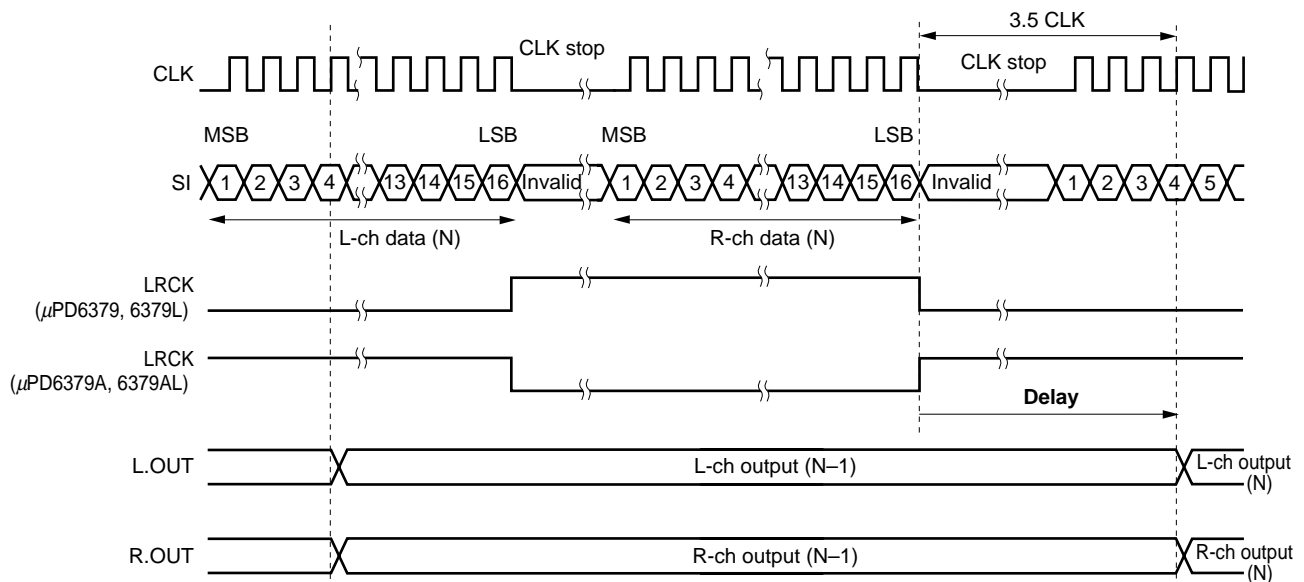 3.5 CLK
CLK stop
CLK stop
CLK
MSB
LSB
MSB
LSB
SI
1 2 3 4 13 14 15 16 Invalid 1 2 3 4 13 14 15 16 Invalid 1 2 3 4 5
L-ch data (N)
R-ch data (N)
LRCK
(μPD6379, 6379L)
LRCK
(μPD6379A, 6379AL)
Delay
L.OUT
L-ch output (N–1)
L-ch output
(N)
R.OUT
R-ch output (N–1)
R-ch output
(N)